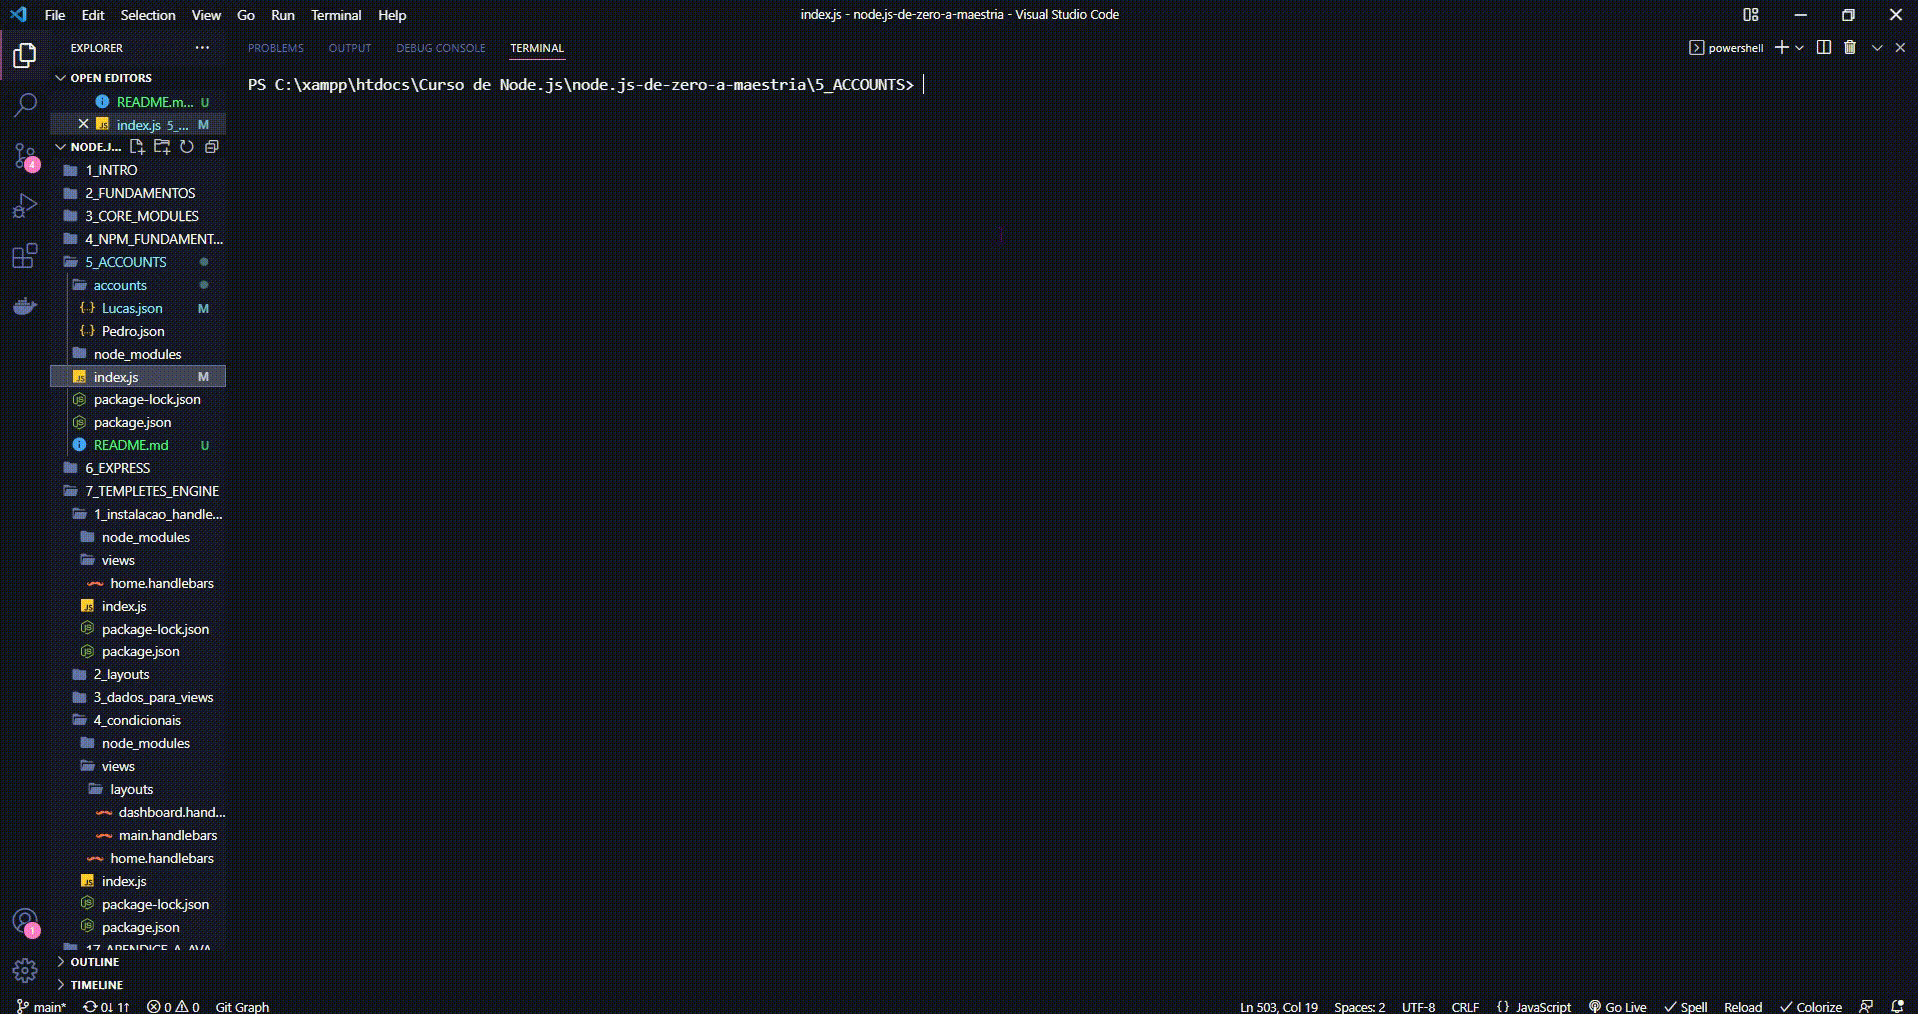 File Edit Selection View Go Run Terminal Help
index.js - node.js-de-zero-a-maestria - Visual Studio Code
EXPLORER
OPEN EDITORS
README.m... U
index.js 5_... M
NODE.J...
1_INTRO
2_FUNDAMENTOS
3_CORE_MODULES
4_NPM_FUNDAMENT...
5_ACCOUNTS
accounts
Lucas.json M
Pedro.json
node_modules
index.js M
package-lock.json
package.json
README.md U
6_EXPRESS
7_TEMPLETES_ENGINE
1_instalacao_handle...
node_modules
views
home.handlebars
index.js
package-lock.json
package.json
2_layouts
3_dados_para_views
4_condicionais
node_modules
views
layouts
dashboard.hand...
main.handlebars
home.handlebars
index.js
package-lock.json
package.json
17_APENDICE_A_AVA...
OUTLINE
TIMELINE
4
1
PROBLEMS OUTPUT DEBUG CONSOLE TERMINAL
powershell
PS C:\xampp\htdocs\Curso de Node.js\node.js-de-zero-a-maestria\5_ACCOUNTS>
main* 0↓ 1↑ 0 0 Git Graph
Ln 503, Col 19 Spaces: 2 UTF-8 CRLF {} JavaScript Go Live Spell Reload Colorize